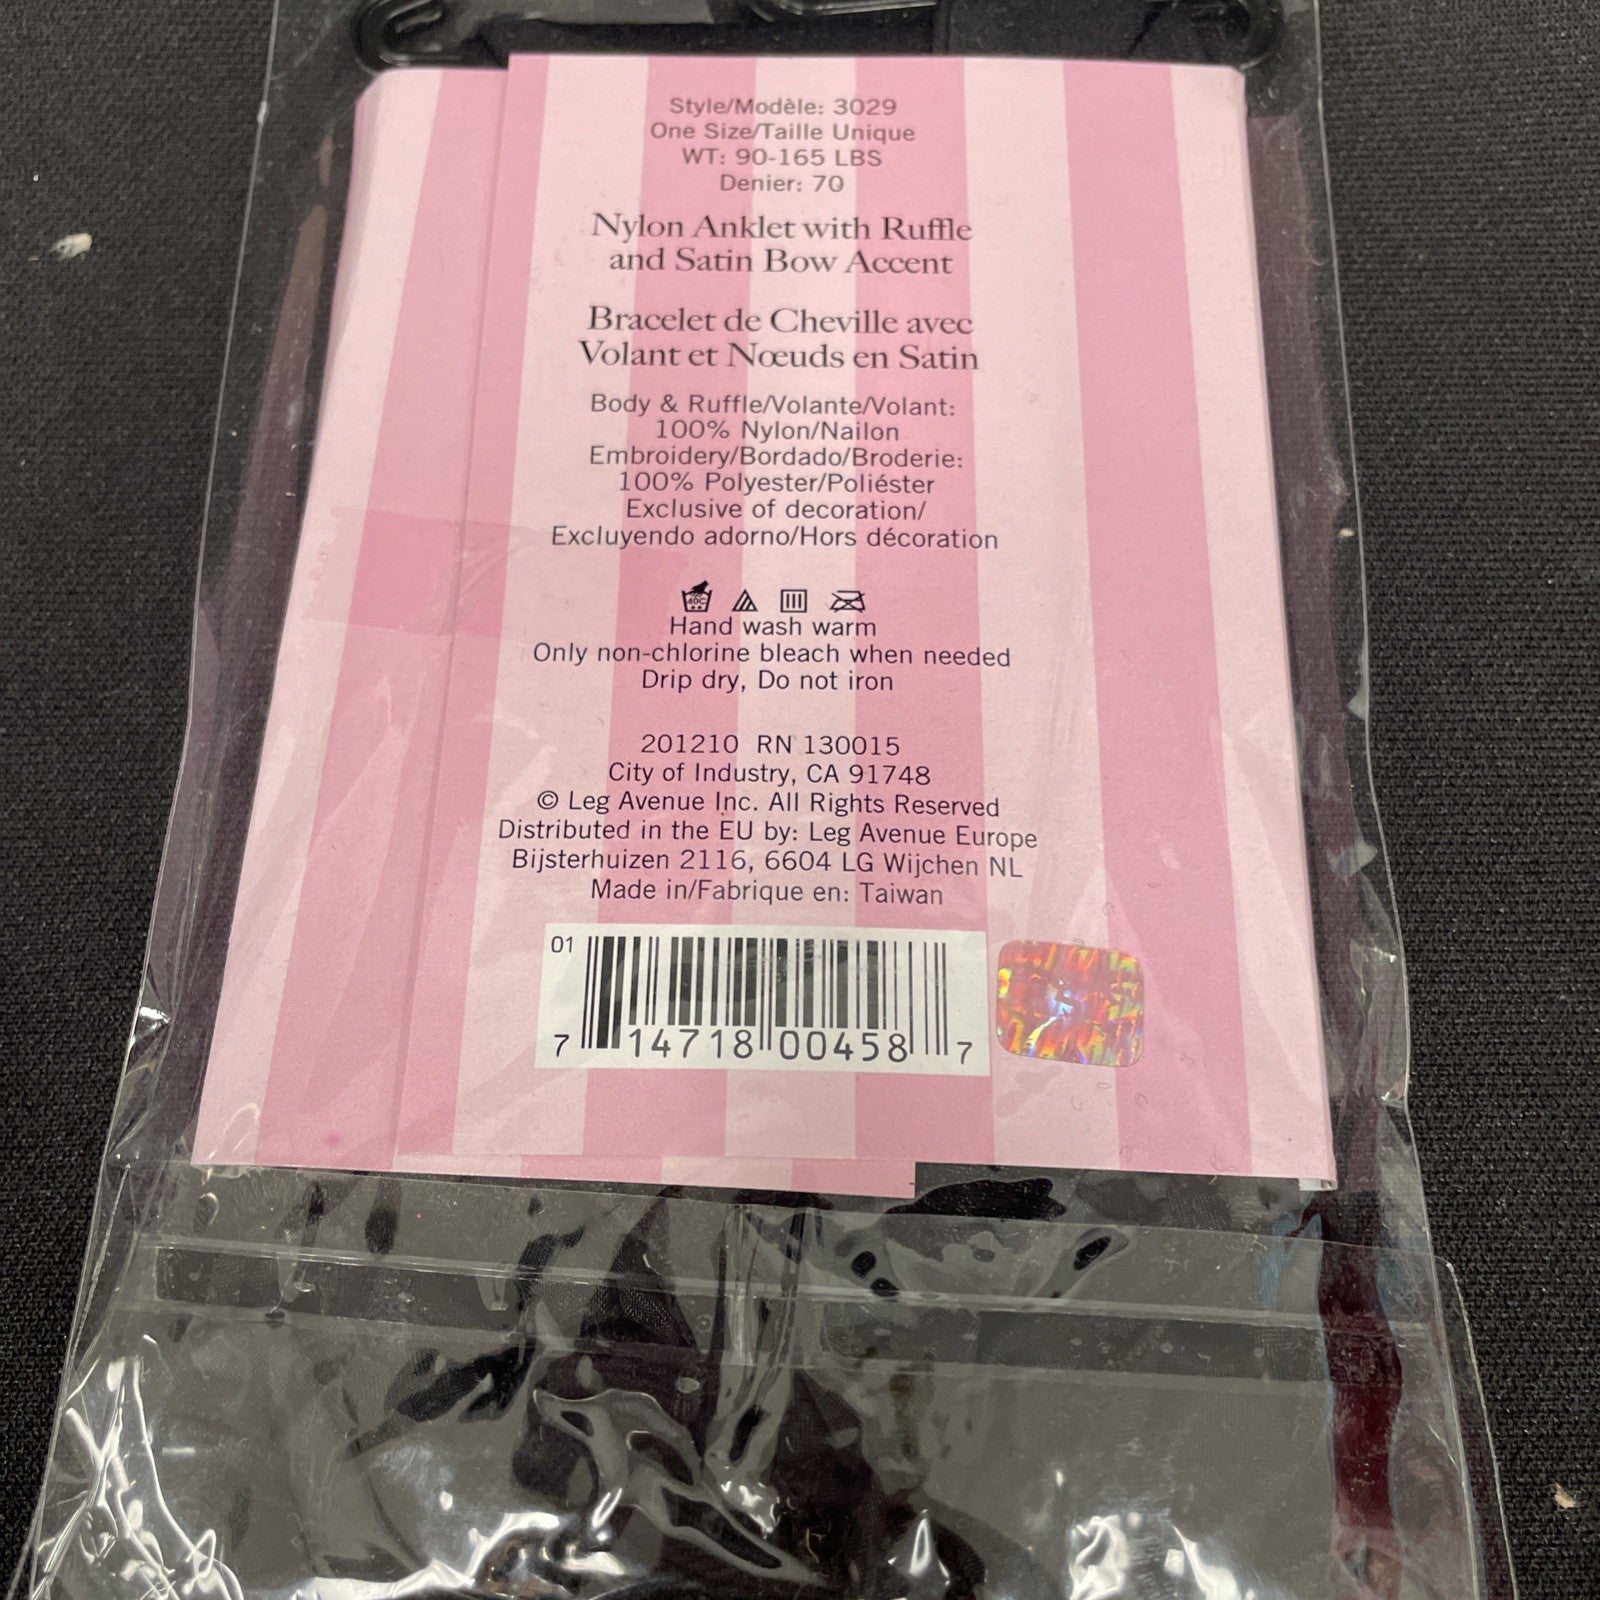 Style/Modèle: 3029
One Size/Taille Unique
WT: 90-165 LBS
Denier: 70
Nylon Anklet with Ruffle
and Satin Bow Accent
Bracelet de Cheville avec
Volant et Nœuds en Satin
Body & Ruffle/Volante/Volant:
100% Nylon/Nailon
Embroidery/Bordado/Broderie:
100% Polyester/Poliéster
Exclusive of decoration/
Excluyendo adorno/Hors décoration
40C
Hand wash warm
Only non-chlorine bleach when needed
Drip dry, Do not iron
201210 RN 130015
City of Industry, CA 91748
© Leg Avenue Inc. All Rights Reserved
Distributed in the EU by: Leg Avenue Europe
Bijsterhuizen 2116, 6604 LG Wijchen NL
Made in/Fabrique en: Taiwan
01
7 14718 00458 7